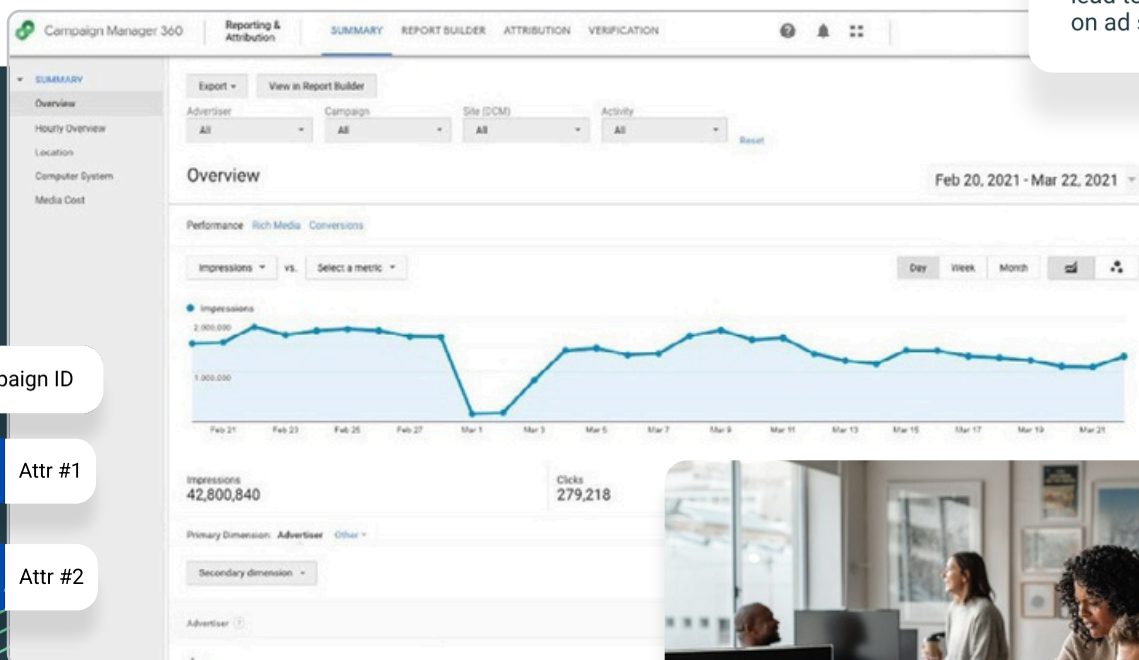 lead to
on ad s
Campaign Manager 360
Reporting &
Attribution
SUMMARY REPORT BUILDER ATTRIBUTION VERIFICATION
SUMMARY
Overview
Hourly Overview
Location
Computer System
Media Cost
Export View in Report Builder
Advertiser Campaign Site (DCM) Activity
All All All All
Reset
Overview
Feb 20, 2021 - Mar 22, 2021
Performance Rich Media Conversions
Impressions vs. Select a metric
Day Week Month
Impressions
2,000,000
1,000,000
Feb 21 Feb 23 Feb 25 Feb 27 Mar 1 Mar 3 Mar 5 Mar 7 Mar 9 Mar 11 Mar 13 Mar 15 Mar 17 Mar 19 Mar 21
paign ID
Attr #1
Attr #2
Impressions Clicks
42,800,840 279,218
Primary Dimension: Advertiser Other
Secondary dimension
Advertiser ?